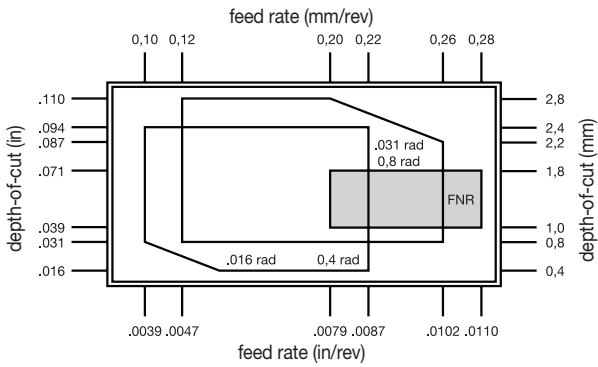 feed rate (mm/rev)
0,10 0,12 0,20 0,22 0,26 0,28
depth-of-cut (in)
.110
.094
.087
.071
.039
.031
.016
.031 rad
0,8 rad
FNR
.016 rad 0,4 rad
2,8
2,4
2,2
1,8
1,0
0,8
0,4
depth-of-cut (mm)
.0039 .0047 .0079 .0087 .0102 .0110
feed rate (in/rev)